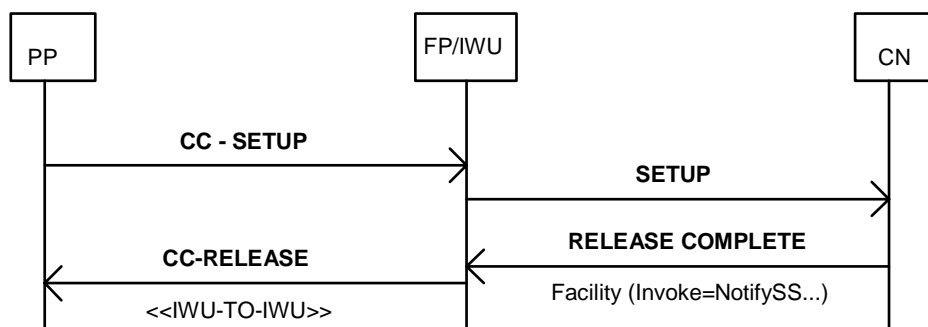 PP
FP/IWU
CN
CC - SETUP
SETUP
RELEASE COMPLETE
CC-RELEASE
Facility (Invoke=NotifySS...)
<<IWU-TO-IWU>>